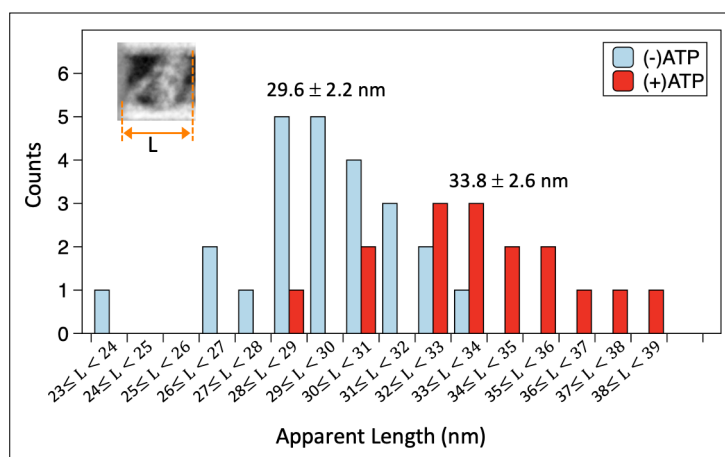 (-)ATP
(+)ATP
29.6 ± 2.2 nm
33.8 ± 2.6 nm
L
Counts
6
5
4
3
2
1
0
23≤ L < 24
24≤ L < 25
25≤ L < 26
26≤ L < 27
27≤ L < 28
28≤ L < 29
29≤ L < 30
30≤ L < 31
31≤ L < 32
32≤ L < 33
33≤ L < 34
34≤ L < 35
35≤ L < 36
36≤ L < 37
37≤ L < 38
38≤ L < 39
Apparent Length (nm)